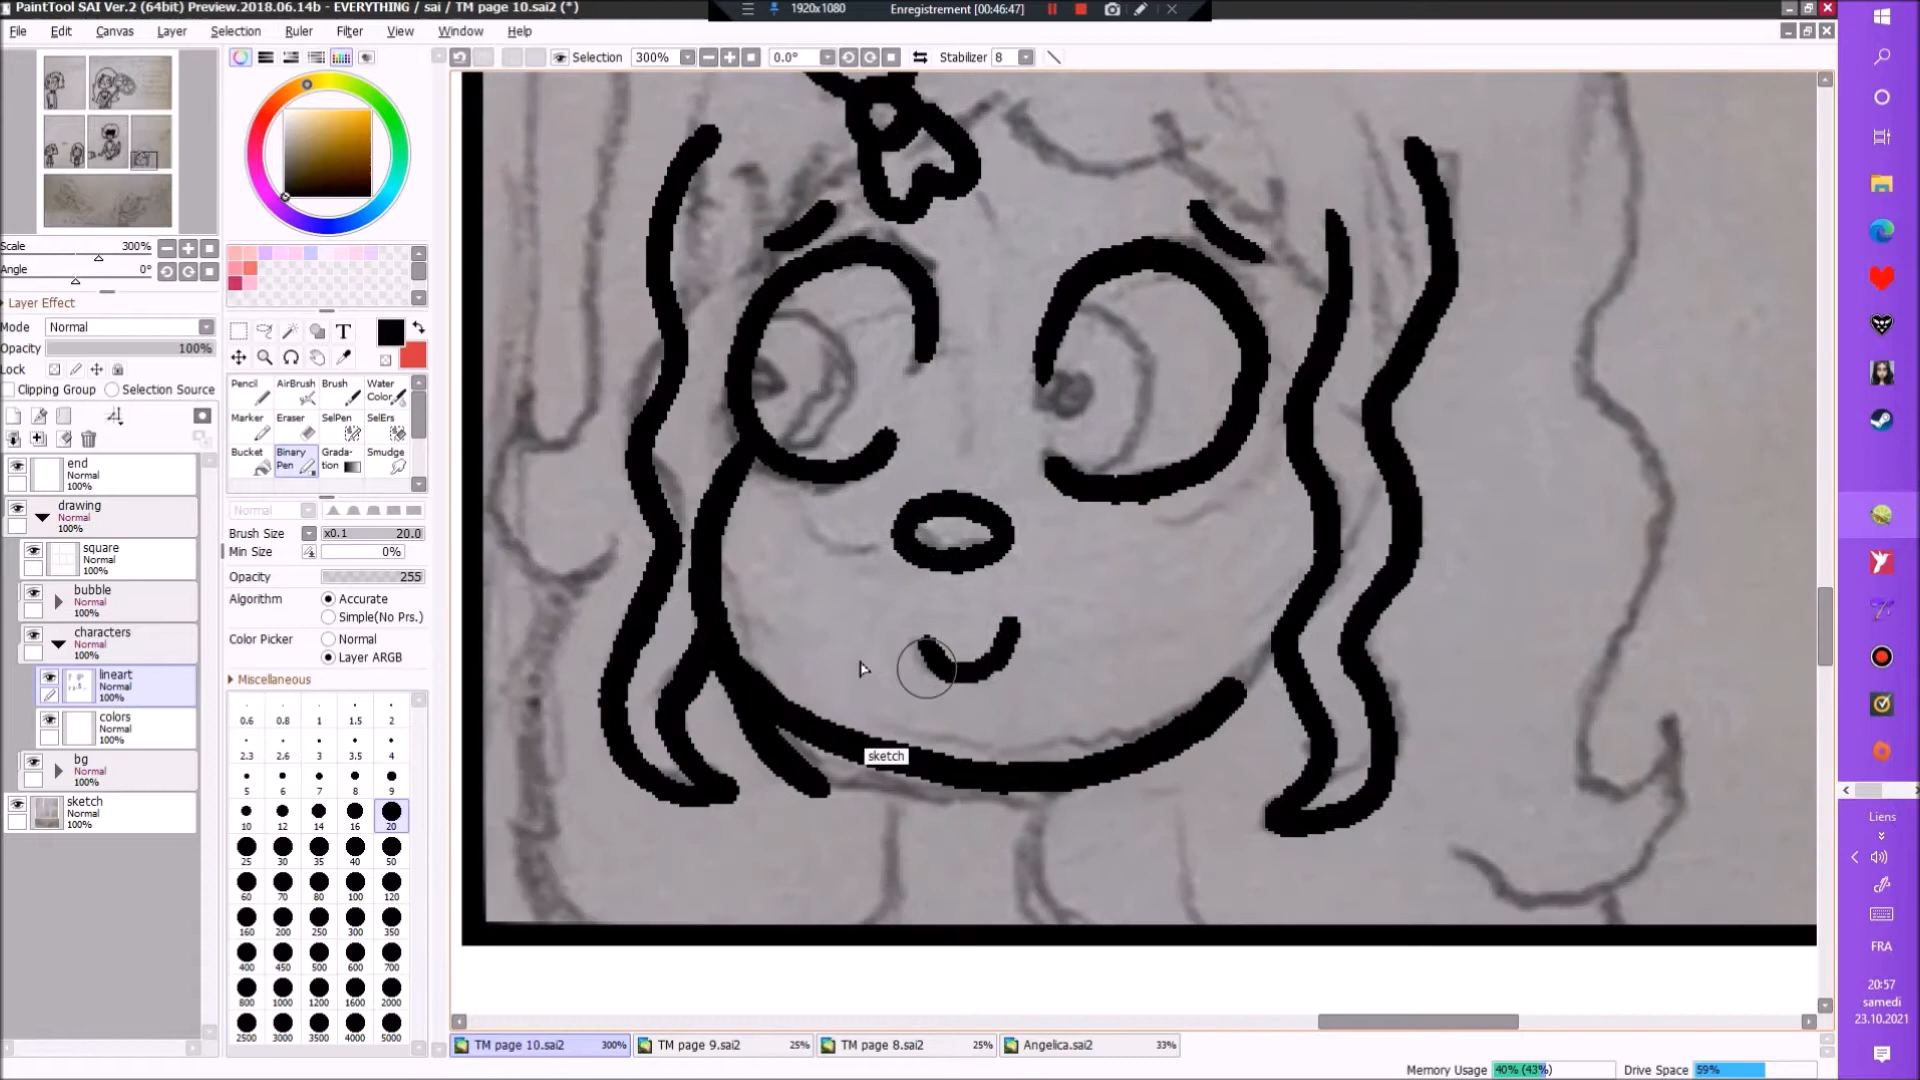 PaintTool SAI Ver.2 (64bit) Preview.2018.06.14b - EVERYTHING / sai / TM page 10.sai2 (*)
1920x1080
Enregistrement [00:46:47]
File
Edit
Canvas
Layer
Selection
Ruler
Filter
View
Window
Help
Selection
300%
0.0°
Stabilizer 8
Scale
300%
Angle
0°
Layer Effect
Mode
Normal
Opacity
100%
Lock
Clipping Group
Selection Source
end
Normal
100%
drawing
Normal
100%
square
Normal
100%
bubble
Normal
100%
characters
Normal
100%
lineart
Normal
100%
colors
Normal
100%
bg
Normal
100%
sketch
Normal
100%
T
Pencil
AirBrush
Brush
Water
Color
Marker
Eraser
SelPen
SelErs
Bucket
Binary
Pen
Grada-
tion
Smudge
Normal
Brush Size
x0.1
20.0
Min Size
0%
Opacity
255
Algorithm
Accurate
Simple(No Prs.)
Color Picker
Normal
Layer ARGB
Miscellaneous
0.6 0.8 1 1.5 2
2.3 2.6 3 3.5 4
5 6 7 8 9
10 12 14 16 20
25 30 35 40 50
60 70 80 100 120
160 200 250 300 350
400 450 500 600 700
800 1000 1200 1600 2000
2500 3000 3500 4000 5000
sketch
TM page 10.sai2
300%
TM page 9.sai2
25%
TM page 8.sai2
25%
Angelica.sai2
33%
Memory Usage
40% (43%)
Drive Space
59%
Liens
FRA
20:57
samedi
23.10.2021